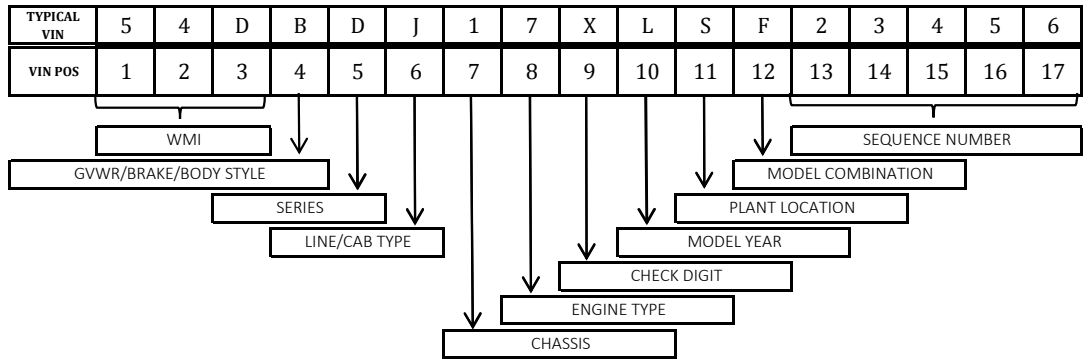 TYPICAL VIN 5 4 D B D J 1 7 X L S F 2 3 4 5 6
VIN POS 1 2 3 4 5 6 7 8 9 10 11 12 13 14 15 16 17
WMI SEQUENCE NUMBER
GVWR/BRAKE/BODY STYLE MODEL COMBINATION
SERIES PLANT LOCATION
LINE/CAB TYPE MODEL YEAR
CHECK DIGIT
ENGINE TYPE
CHASSIS